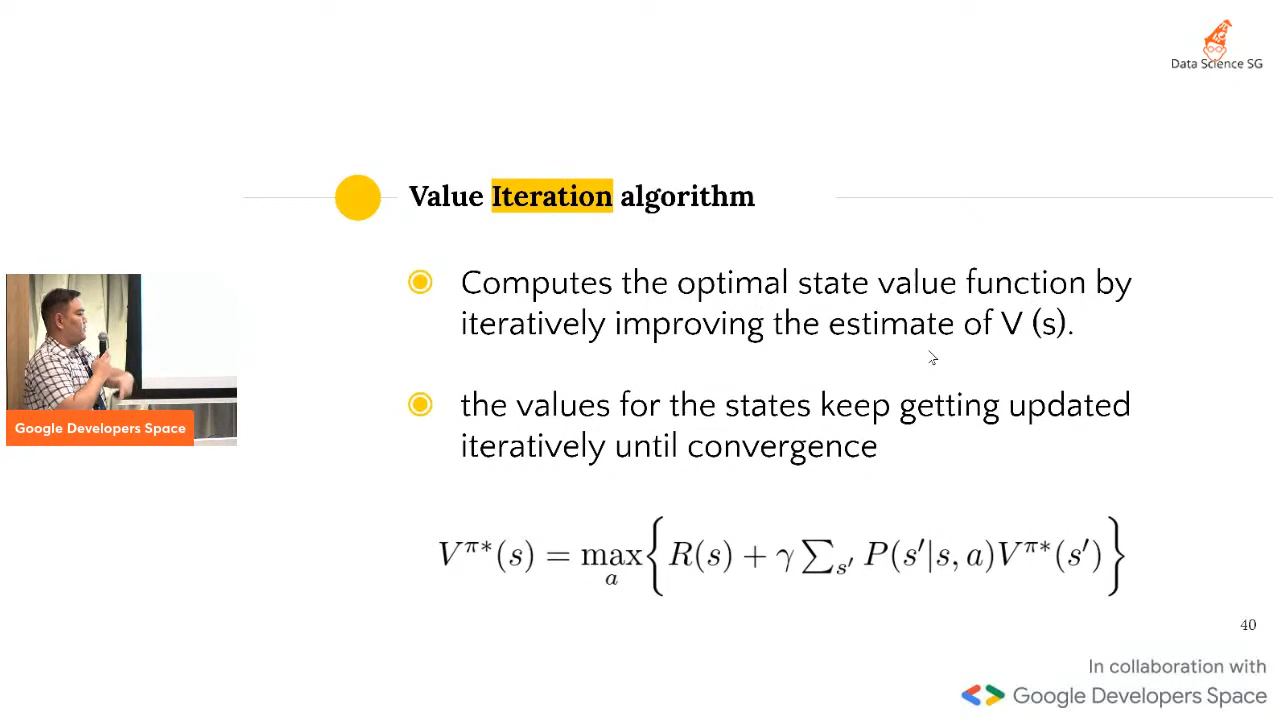 Data Science SG
Value Iteration algorithm
Computes the optimal state value function by
iteratively improving the estimate of V (s).
the values for the states keep getting updated
iteratively until convergence
Google Developers Space
V^{π*}(s) = max_a { R(s) + γ ∑_{s'} P(s'|s, a)V^{π*}(s') }
40
In collaboration with
Google Developers Space